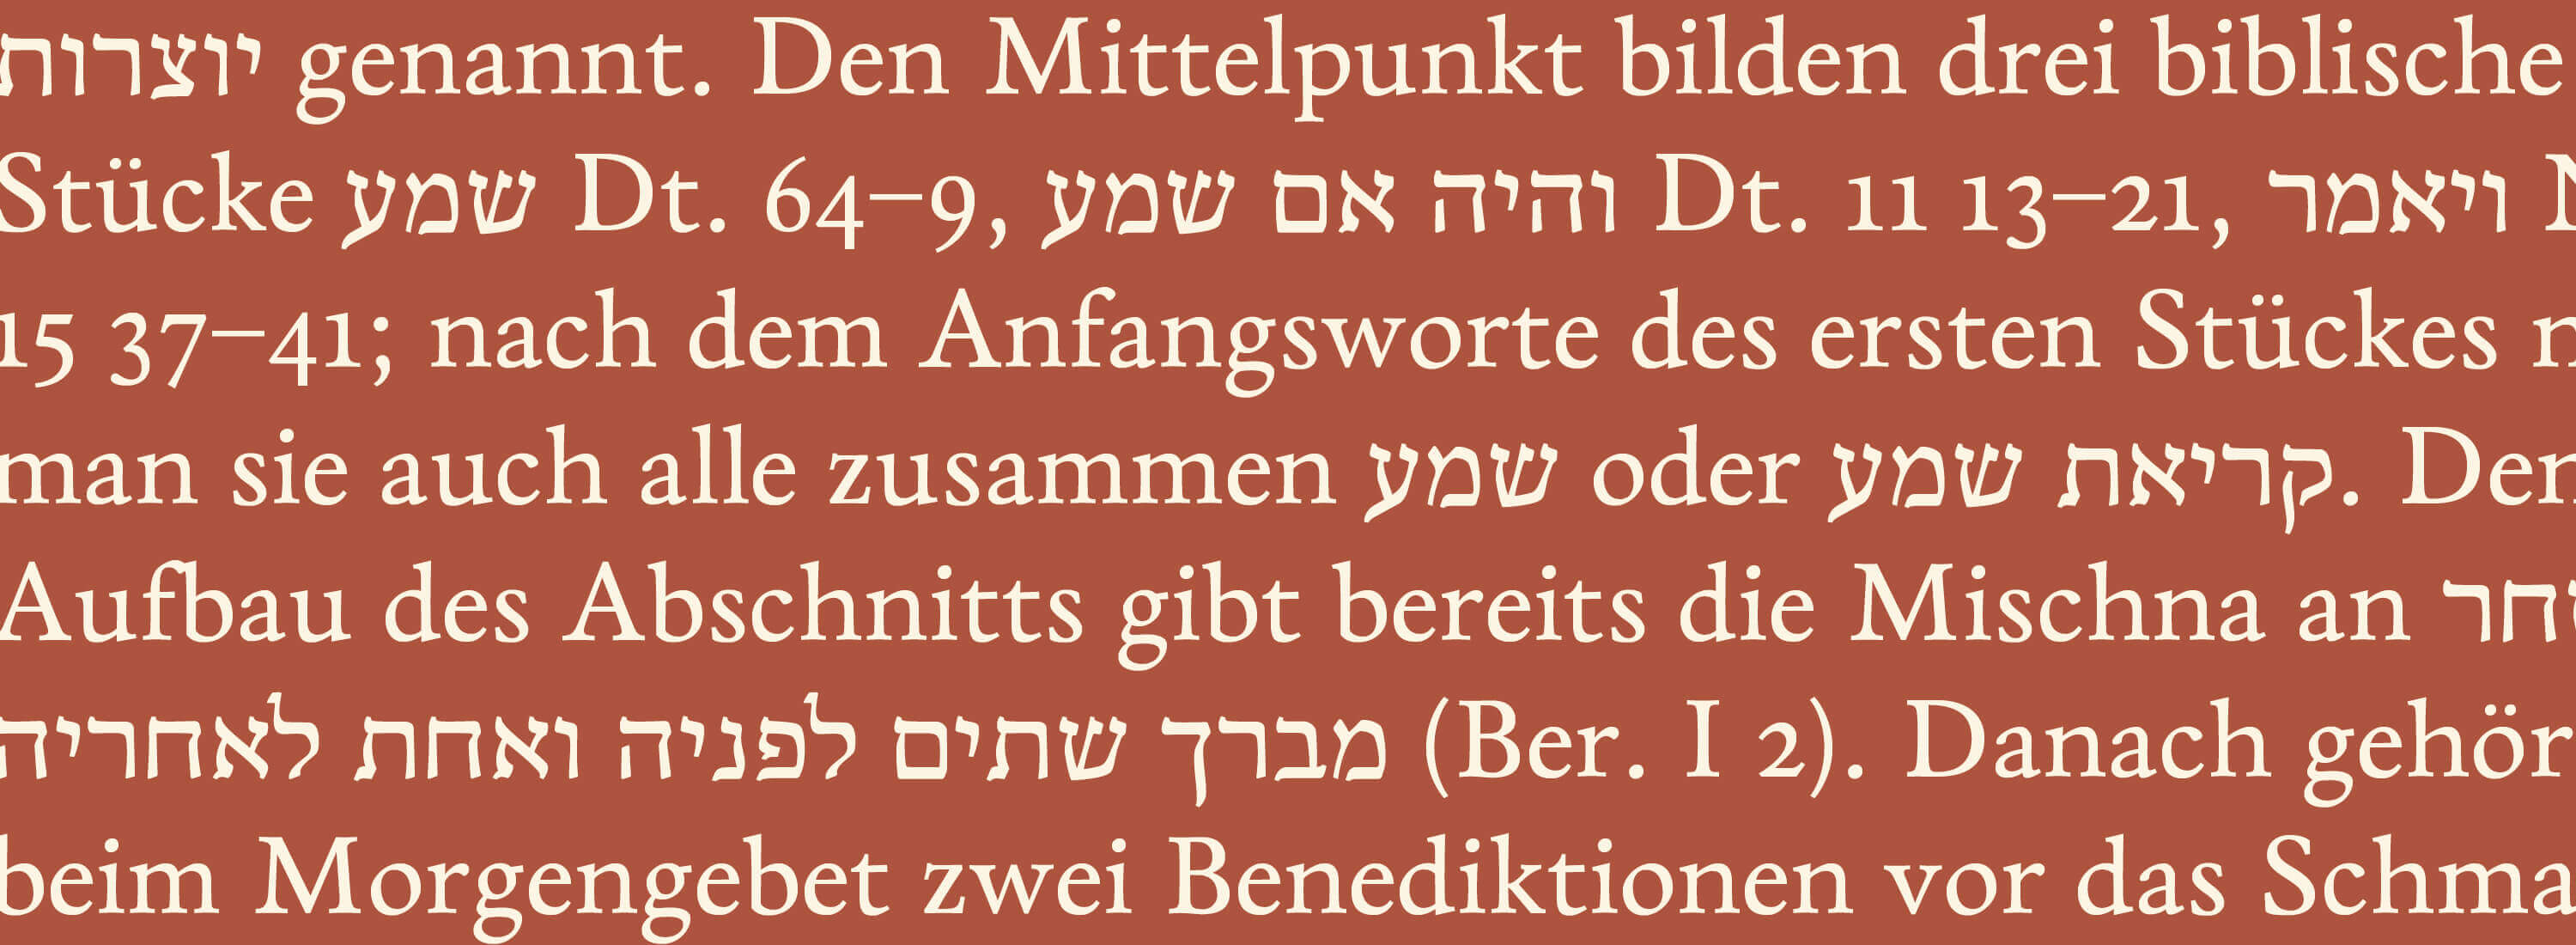 יוצרות genannt. Den Mittelpunkt bilden drei biblische
Stücke שמע Dt. 64–9, והיה אם שמע Dt. 11 13–21, ויאמר
15 37–41; nach dem Anfangsworte des ersten Stückes
man sie auch alle zusammen שמע oder קריאת שמע. Den
Aufbau des Abschnitts gibt bereits die Mischna an
מברך שתים לפניה ואחת לאחריה (Ber. I 2). Danach gehör
beim Morgengebet zwei Benediktionen vor das Schma